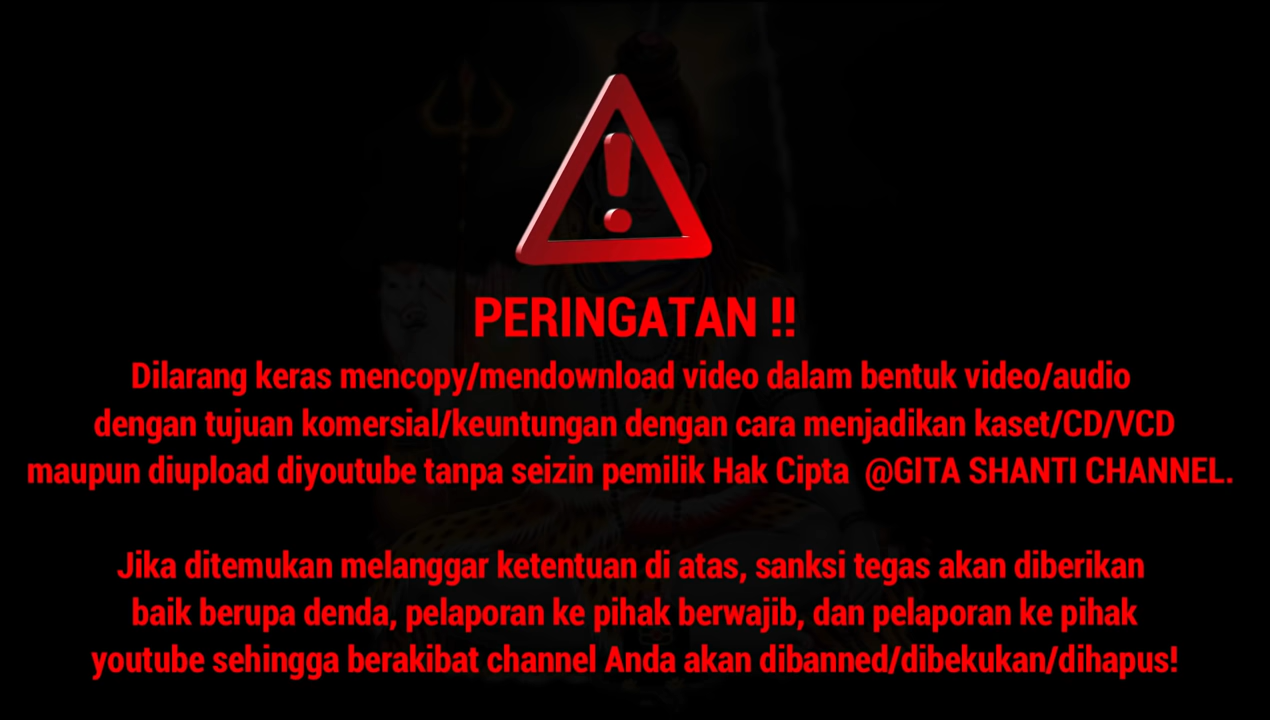 PERINGATAN !!
Dilarang keras mencopy/mendownload video dalam bentuk video/audio
dengan tujuan komersial/keuntungan dengan cara menjadikan kaset/CD/VCD
maupun diupload diyoutube tanpa seizin pemilik Hak Cipta @GITA SHANTI CHANNEL.
Jika ditemukan melanggar ketentuan di atas, sanksi tegas akan diberikan
baik berupa denda, pelaporan ke pihak berwajib, dan pelaporan ke pihak
youtube sehingga berakibat channel Anda akan dibanned/dibekukan/dihapus!